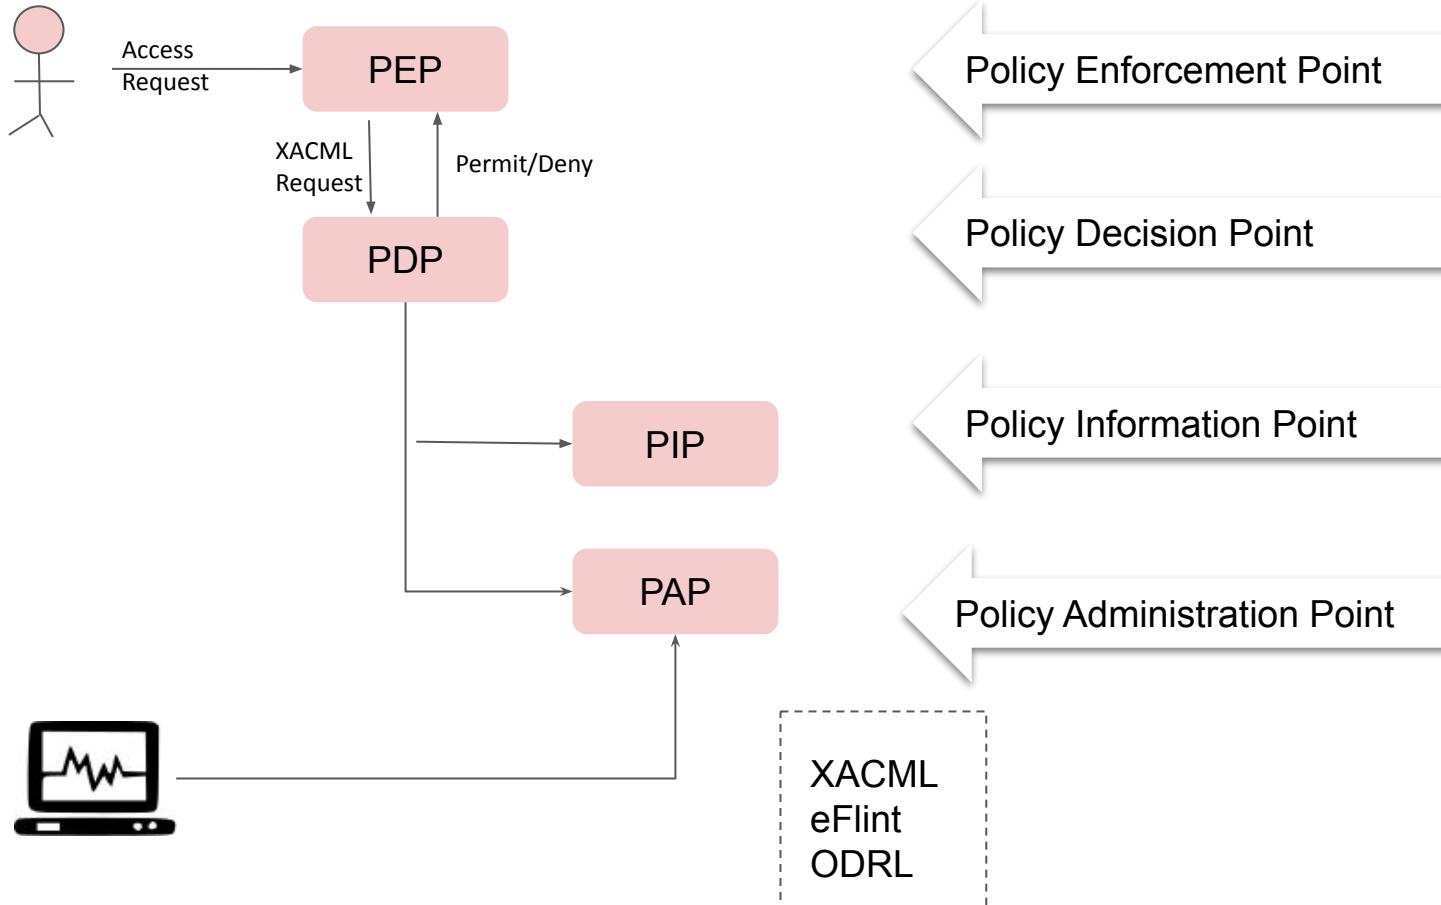 Access
Request
PEP
Policy Enforcement Point
XACML
Request
Permit/Deny
PDP
Policy Decision Point
PIP
Policy Information Point
PAP
Policy Administration Point
XACML
eFlint
ODRL